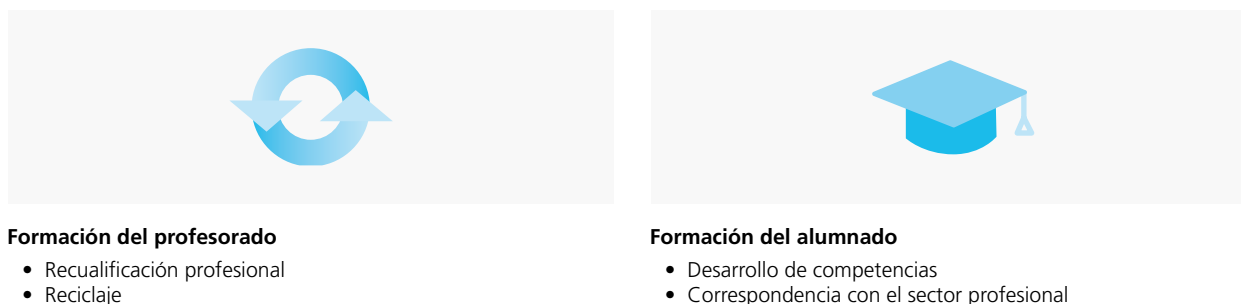 Formación del profesorado
• Recualificación profesional
• Reciclaje
Formación del alumnado
• Desarrollo de competencias
• Correspondencia con el sector profesional